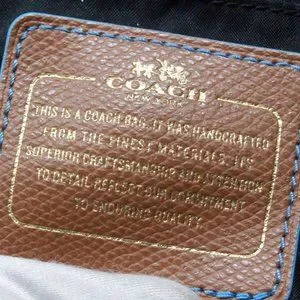 COACH
NEW YORK
THIS IS A COACH BAG. IT WAS HANDCRAFTED
FROM THE FINEST MATERIALS. ITS
SUPERIOR CRAFTSMANSHIP AND ATTENTION
TO DETAIL REFLECT OUR COMMITMENT
TO ENDURING QUALITY.